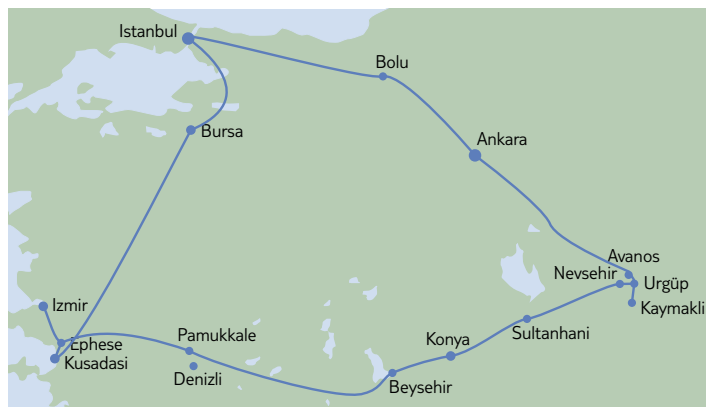 Istanbul
Bolu
Bursa
Ankara
Avanos
Nevsehir
Urgüp
Kaymakli
Izmir
Ephese
Kusadasi
Pamukkale
Denizli
Konya
Sultanhani
Beysehir